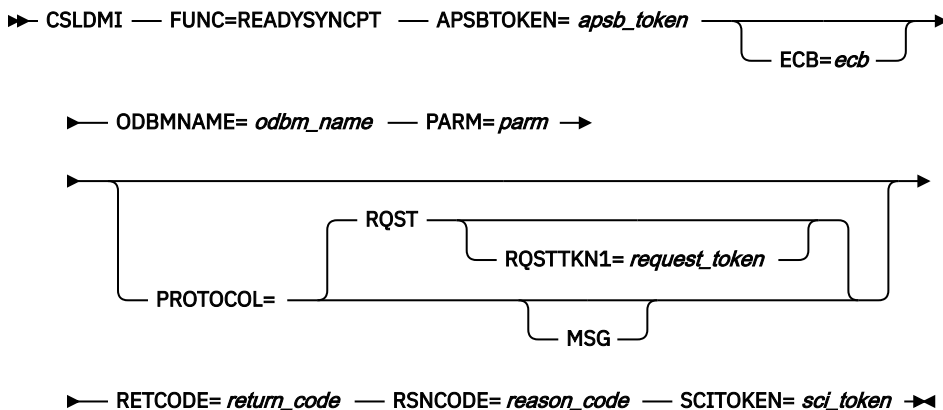 CSLDMI FUNC=READYSYNCPT APSBTOKEN= apsb_token
ECB=ecb
ODBMNAME= odbm_name PARM=parm
RQST
RQSTTKN1= request_token
PROTOCOL=
MSG
RETCODE= return_code RSNCODE= reason_code SCITOKEN= sci_token